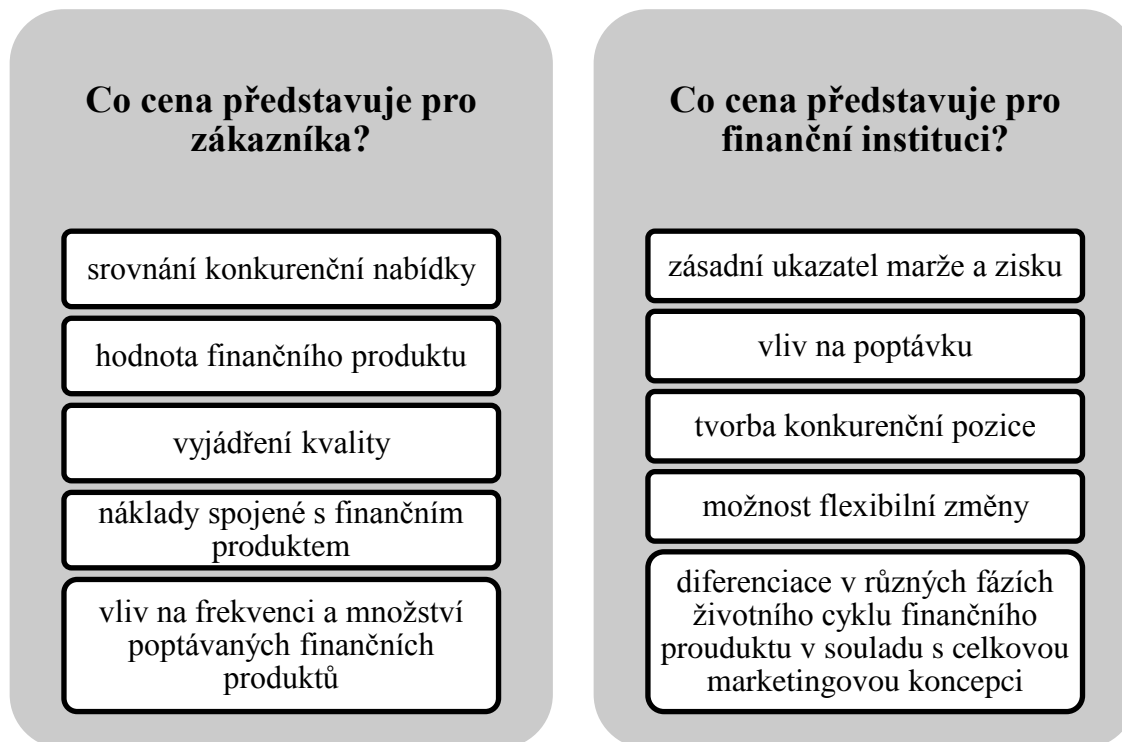 Co cena představuje pro
zákazníka?
srovnání konkurenční nabídky
hodnota finančního produktu
vyjádření kvality
náklady spojené s finančním
produktem
vliv na frekvenci a množství
poptávaných finančních
produktů
Co cena představuje pro
finanční instituci?
zásadní ukazatel marže a zisku
vliv na poptávku
tvorba konkurenční pozice
možnost flexibilní změny
diferenciace v různých fázích
životního cyklu finančního
prouduktu v souladu s celkovou
marketingovou koncepci